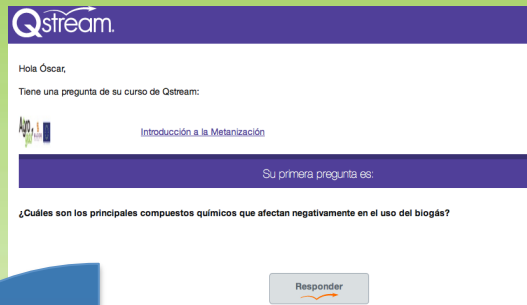 Qstream.
Hola Óscar,
Tiene una pregunta de su curso de Qstream:
Introducción a la Metanización
Su primera pregunta es:
¿Cuáles son los principales compuestos químicos que afectan negativamente en el uso del biogás?
Responder